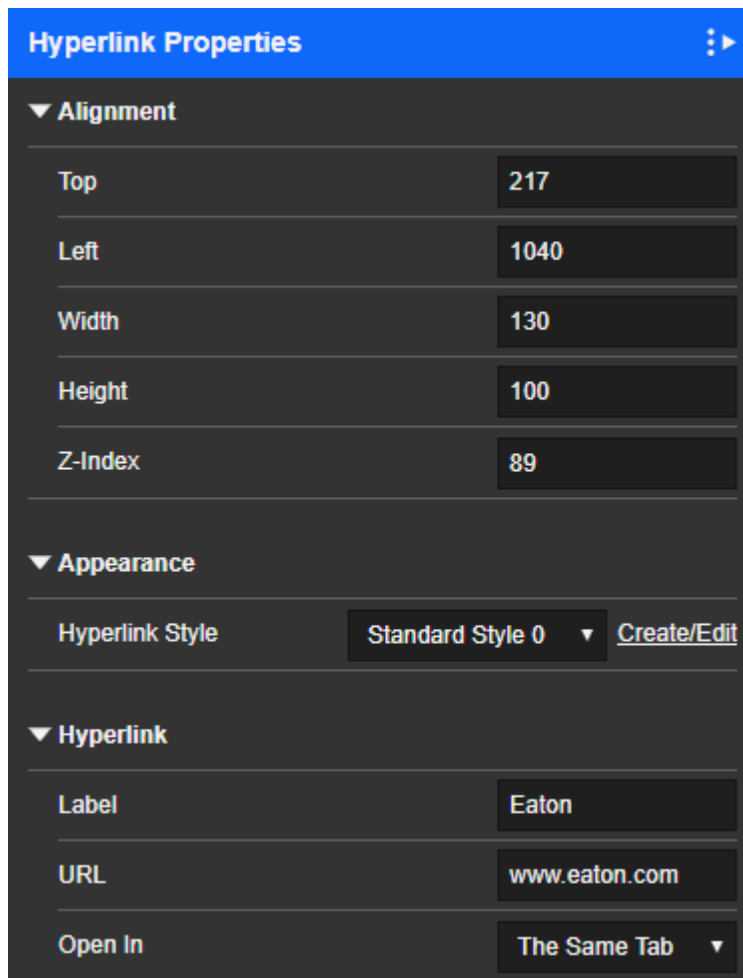 Hyperlink Properties
Alignment
Top 217
Left 1040
Width 130
Height 100
Z-Index 89
Appearance
Hyperlink Style Standard Style 0 Create/Edit
Hyperlink
Label Eaton
URL www.eaton.com
Open In The Same Tab